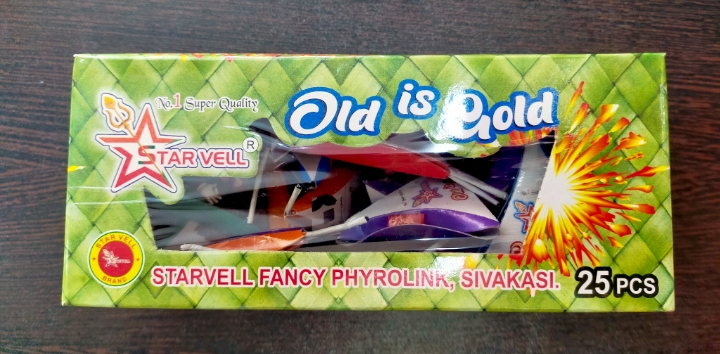 No.1 Super Quality
Old is Gold
STAR VELL®
STAR VELL
BRAND
STARVELL FANCY PHYROLINK, SIVAKASI.
25 PCS